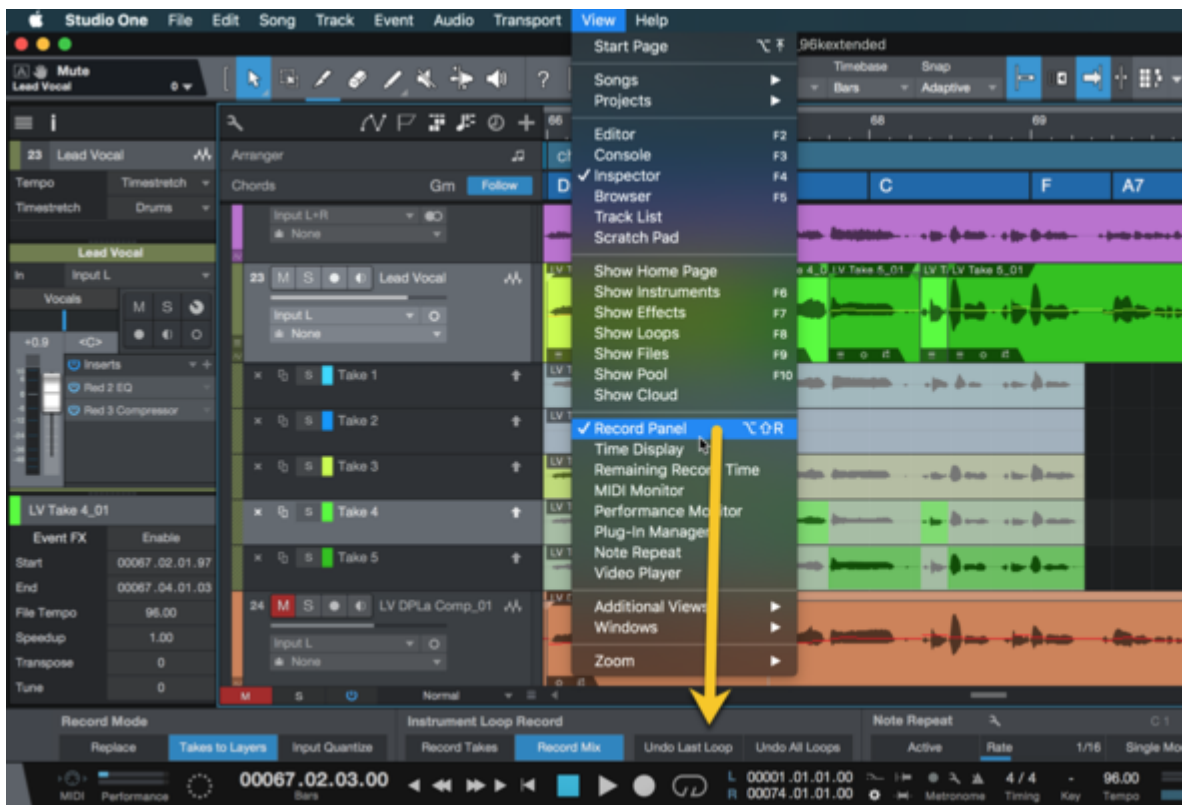 Studio One File Edit Song Track Event Audio Transport View Help
_96kextended
Mute
Lead Vocal 0
?
Timebase
Bars
Snap
Adaptive
Start Page
Songs
Projects
Editor F2
Console F3
✓ Inspector F4
Browser F5
Track List
Scratch Pad
Show Home Page
Show Instruments F6
Show Effects F7
Show Loops F8
Show Files F9
Show Pool F10
Show Cloud
✓ Record Panel ⌥⇧R
Time Display
Remaining Record Time
MIDI Monitor
Performance Monitor
Plug-In Manager
Note Repeat
Video Player
Additional Views
Windows
Zoom
i
23 Lead Vocal
Tempo Timestretch
Timestretch Drums
Lead Vocal
In Input L
Vocals
M S
+0.9 <C>
Inserts
Red 2 EQ
Red 3 Compressor
LV Take 4_01
Event FX Enable
Start 00067.02.01.97
End 00067.04.01.03
File Tempo 96.00
Speedup 1.00
Transpose 0
Tune 0
66 68 69
Arranger
Chords Gm Follow
D C F A7
Input L+R
None
23 M S Lead Vocal
Input L
None
LV Take 5_01 LV Take 5_01
S Take 1
S Take 2
S Take 3
S Take 4
S Take 5
24 M S LV DPLa Comp_01
Input L
None
M S Normal
Record Mode
Replace Takes to Layers Input Quantize
Instrument Loop Record
Record Takes Record Mix Undo Last Loop Undo All Loops
Note Repeat
Active Rate 1/16 Single Mo
MIDI Performance
00067.02.03.00
Bars
L 00001.01.01.00
R 00074.01.01.00
Metronome
4 / 4
Timing
-
Key
96.00
Tempo